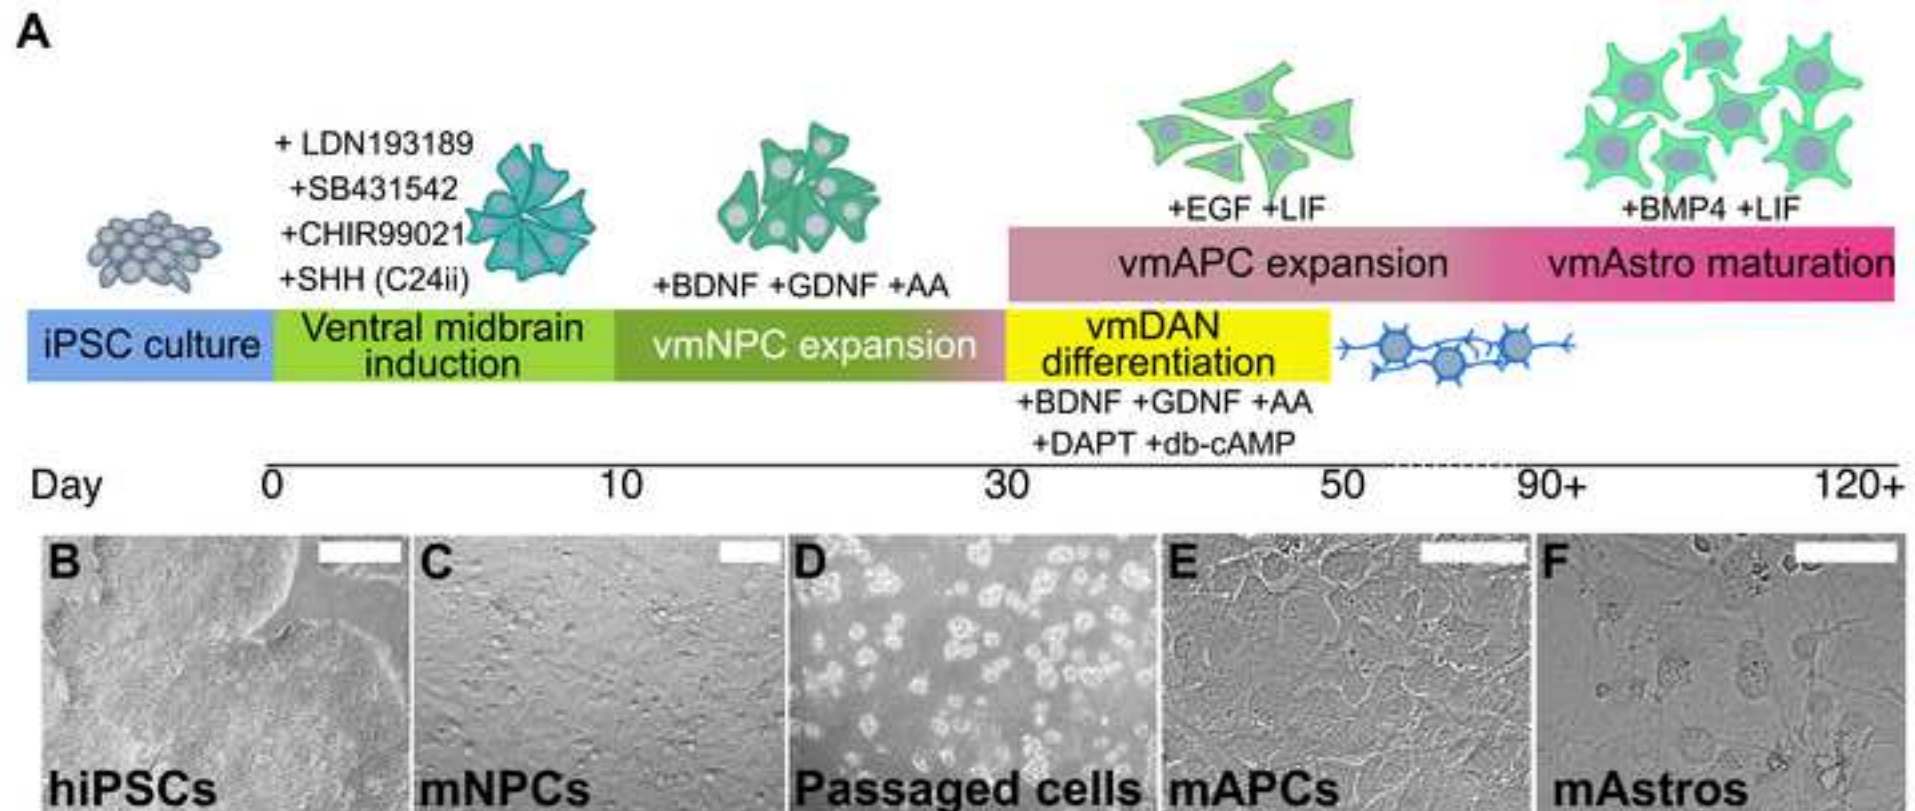 A
+ LDN193189
+SB431542
+CHIR99021
+SHH (C24ii)
+BDNF +GDNF +AA
+EGF +LIF
+BMP4 +LIF
vmAPC expansion
vmAstro maturation
iPSC culture
Ventral midbrain
induction
vmNPC expansion
vmDAN
differentiation
+BDNF +GDNF +AA
+DAPT +db-cAMP
Day
0
10
30
50
90+
120+
B
hiPSCs
C
mNPCs
D
Passaged cells
E
mAPCs
F
mAstros